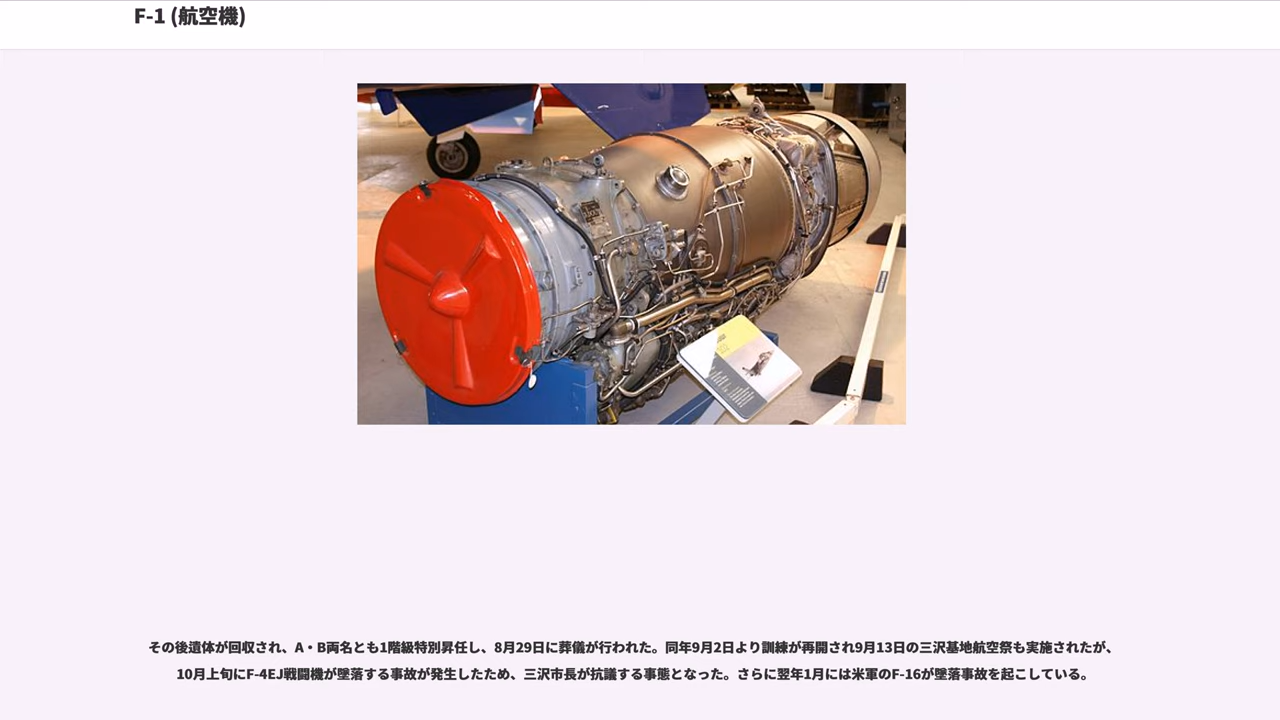 F-1 (航空機)
その後遺体が回収され、A・B両名とも1階級特別昇任し、8月29日に葬儀が行われた。同年9月2日より訓練が再開され9月13日の三沢基地航空祭も実施されたが、
10月上旬にF-4EJ戦闘機が墜落する事故が発生したため、三沢市長が抗議する事態となった。さらに翌年1月には米軍のF-16が墜落事故を起こしている。